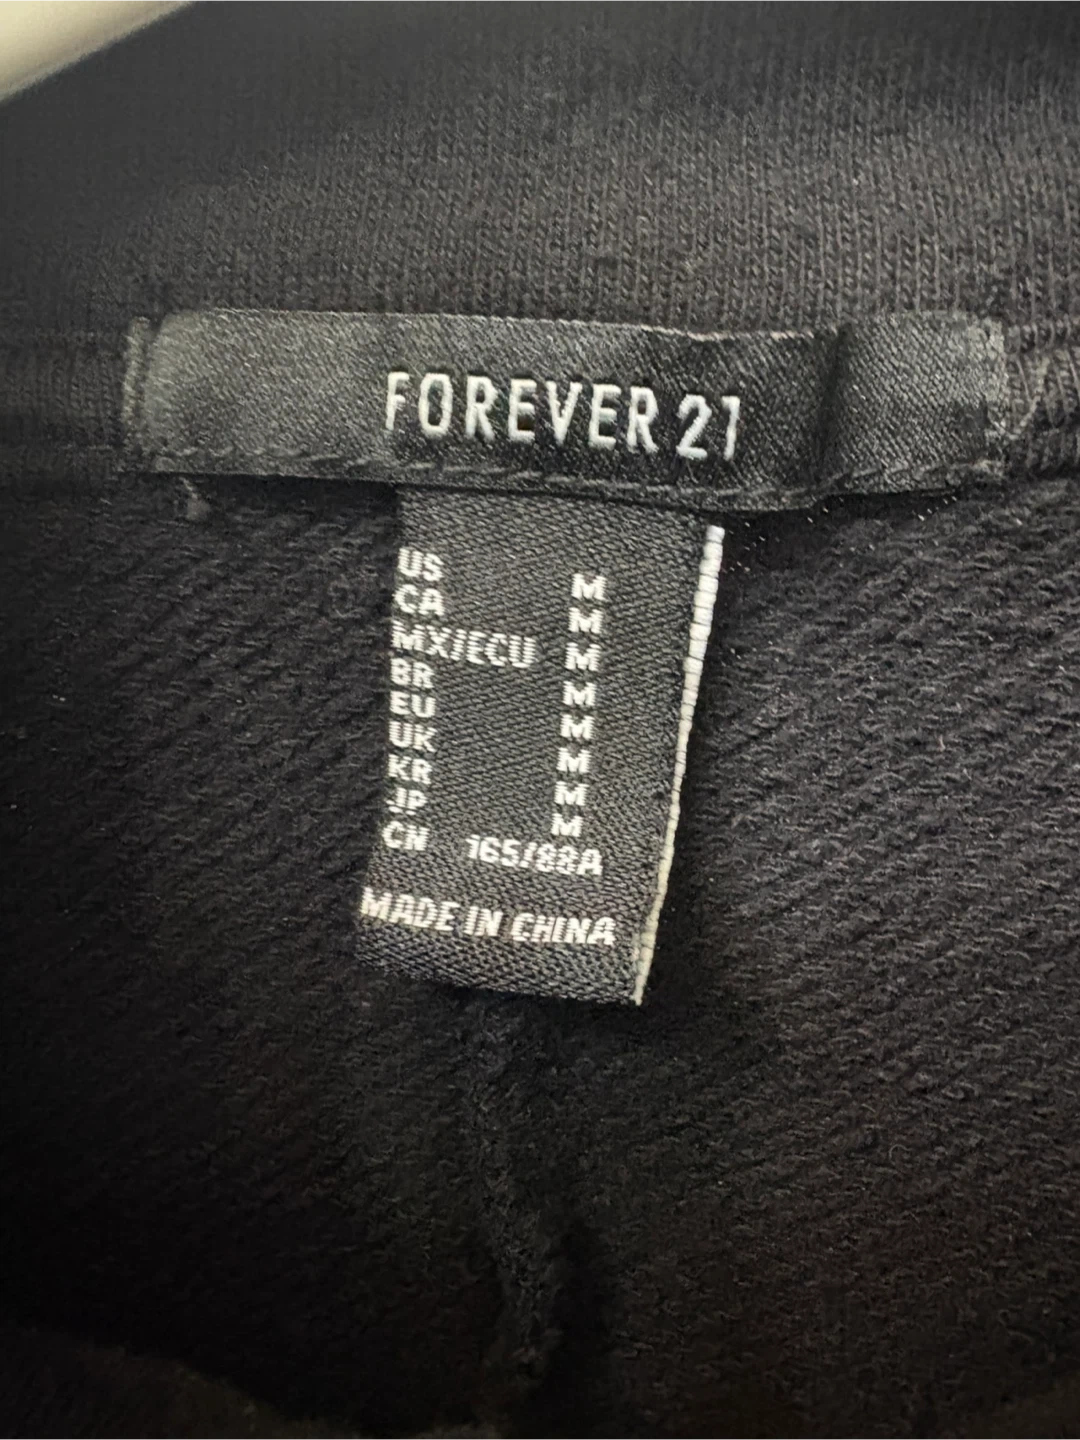 FOREVER 21
US M
CA M
MX/ECU M
BR M
EU M
UK M
KR M
JP M
CN 165/88A
MADE IN CHINA